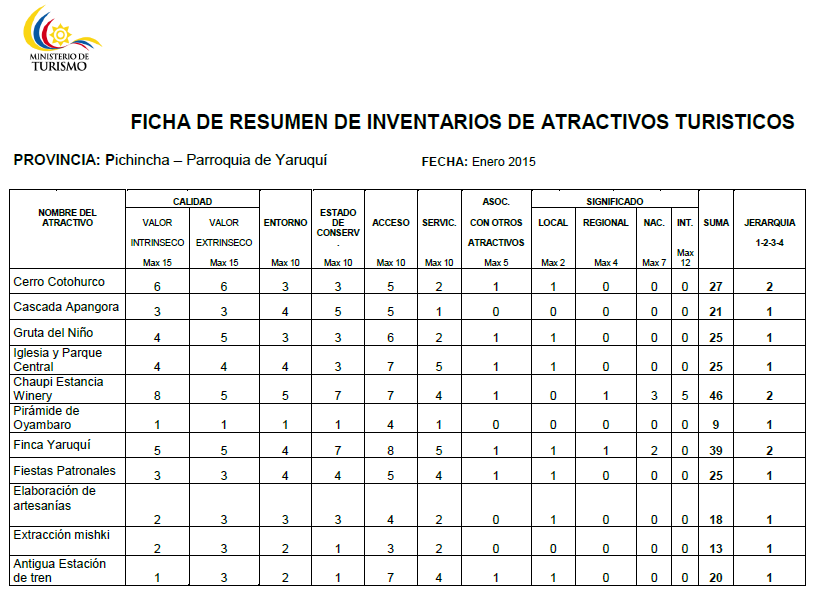 MINISTERIO DE
TURISMO
FICHA DE RESUMEN DE INVENTARIOS DE ATRACTIVOS TURISTICOS
PROVINCIA: Pichincha – Parroquia de Yaruquí
FECHA: Enero 2015
NOMBRE DEL ATRACTIVO
CALIDAD
VALOR INTRINSECO Max 15
VALOR EXTRINSECO Max 15
ENTORNO Max 10
ESTADO DE CONSERV. Max 10
ACCESO Max 10
SERVIC. Max 10
ASOC. CON OTROS ATRACTIVOS Max 5
SIGNIFICADO
LOCAL Max 2
REGIONAL Max 4
NAC. Max 7
INT. Max 12
SUMA
JERARQUIA 1-2-3-4
Cerro Cotohurco 6 6 3 3 5 2 1 1 0 0 0 27 2
Cascada Apangora 3 3 4 5 5 1 0 0 0 0 0 21 1
Gruta del Niño 4 5 3 3 6 2 1 1 0 0 0 25 1
Iglesia y Parque Central 4 4 4 3 7 5 1 1 0 0 0 25 1
Chaupi Estancia Winery 8 5 5 7 7 4 1 0 1 3 5 46 2
Pirámide de Oyambaro 1 1 1 1 4 1 0 0 0 0 0 9 1
Finca Yaruquí 5 5 4 7 8 5 1 1 1 2 0 39 2
Fiestas Patronales 3 3 4 4 5 4 1 1 0 0 0 25 1
Elaboración de artesanías 2 3 3 3 4 2 0 1 0 0 0 18 1
Extracción mishki 2 3 2 1 3 2 0 0 0 0 0 13 1
Antigua Estación de tren 1 3 2 1 7 4 1 1 0 0 0 20 1